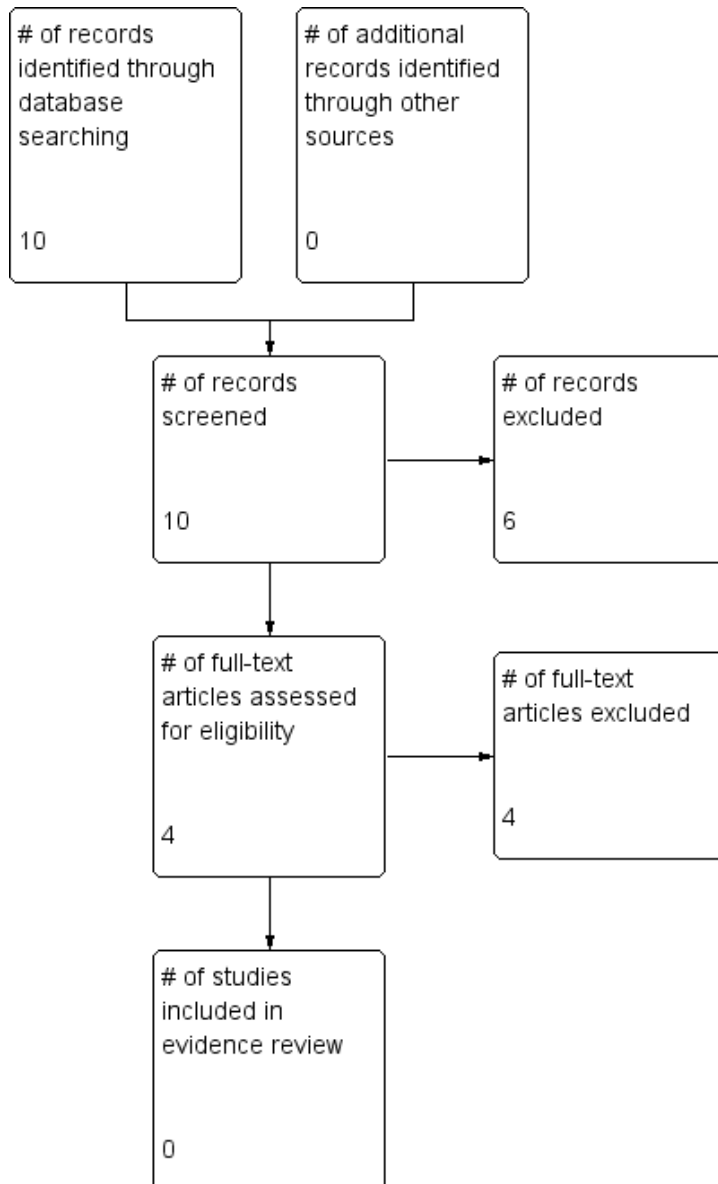 # of records
identified through
database
searching
10
# of additional
records identified
through other
sources
0
# of records
screened
10
# of records
excluded
6
# of full-text
articles assessed
for eligibility
4
# of full-text
articles excluded
4
# of studies
included in
evidence review
0